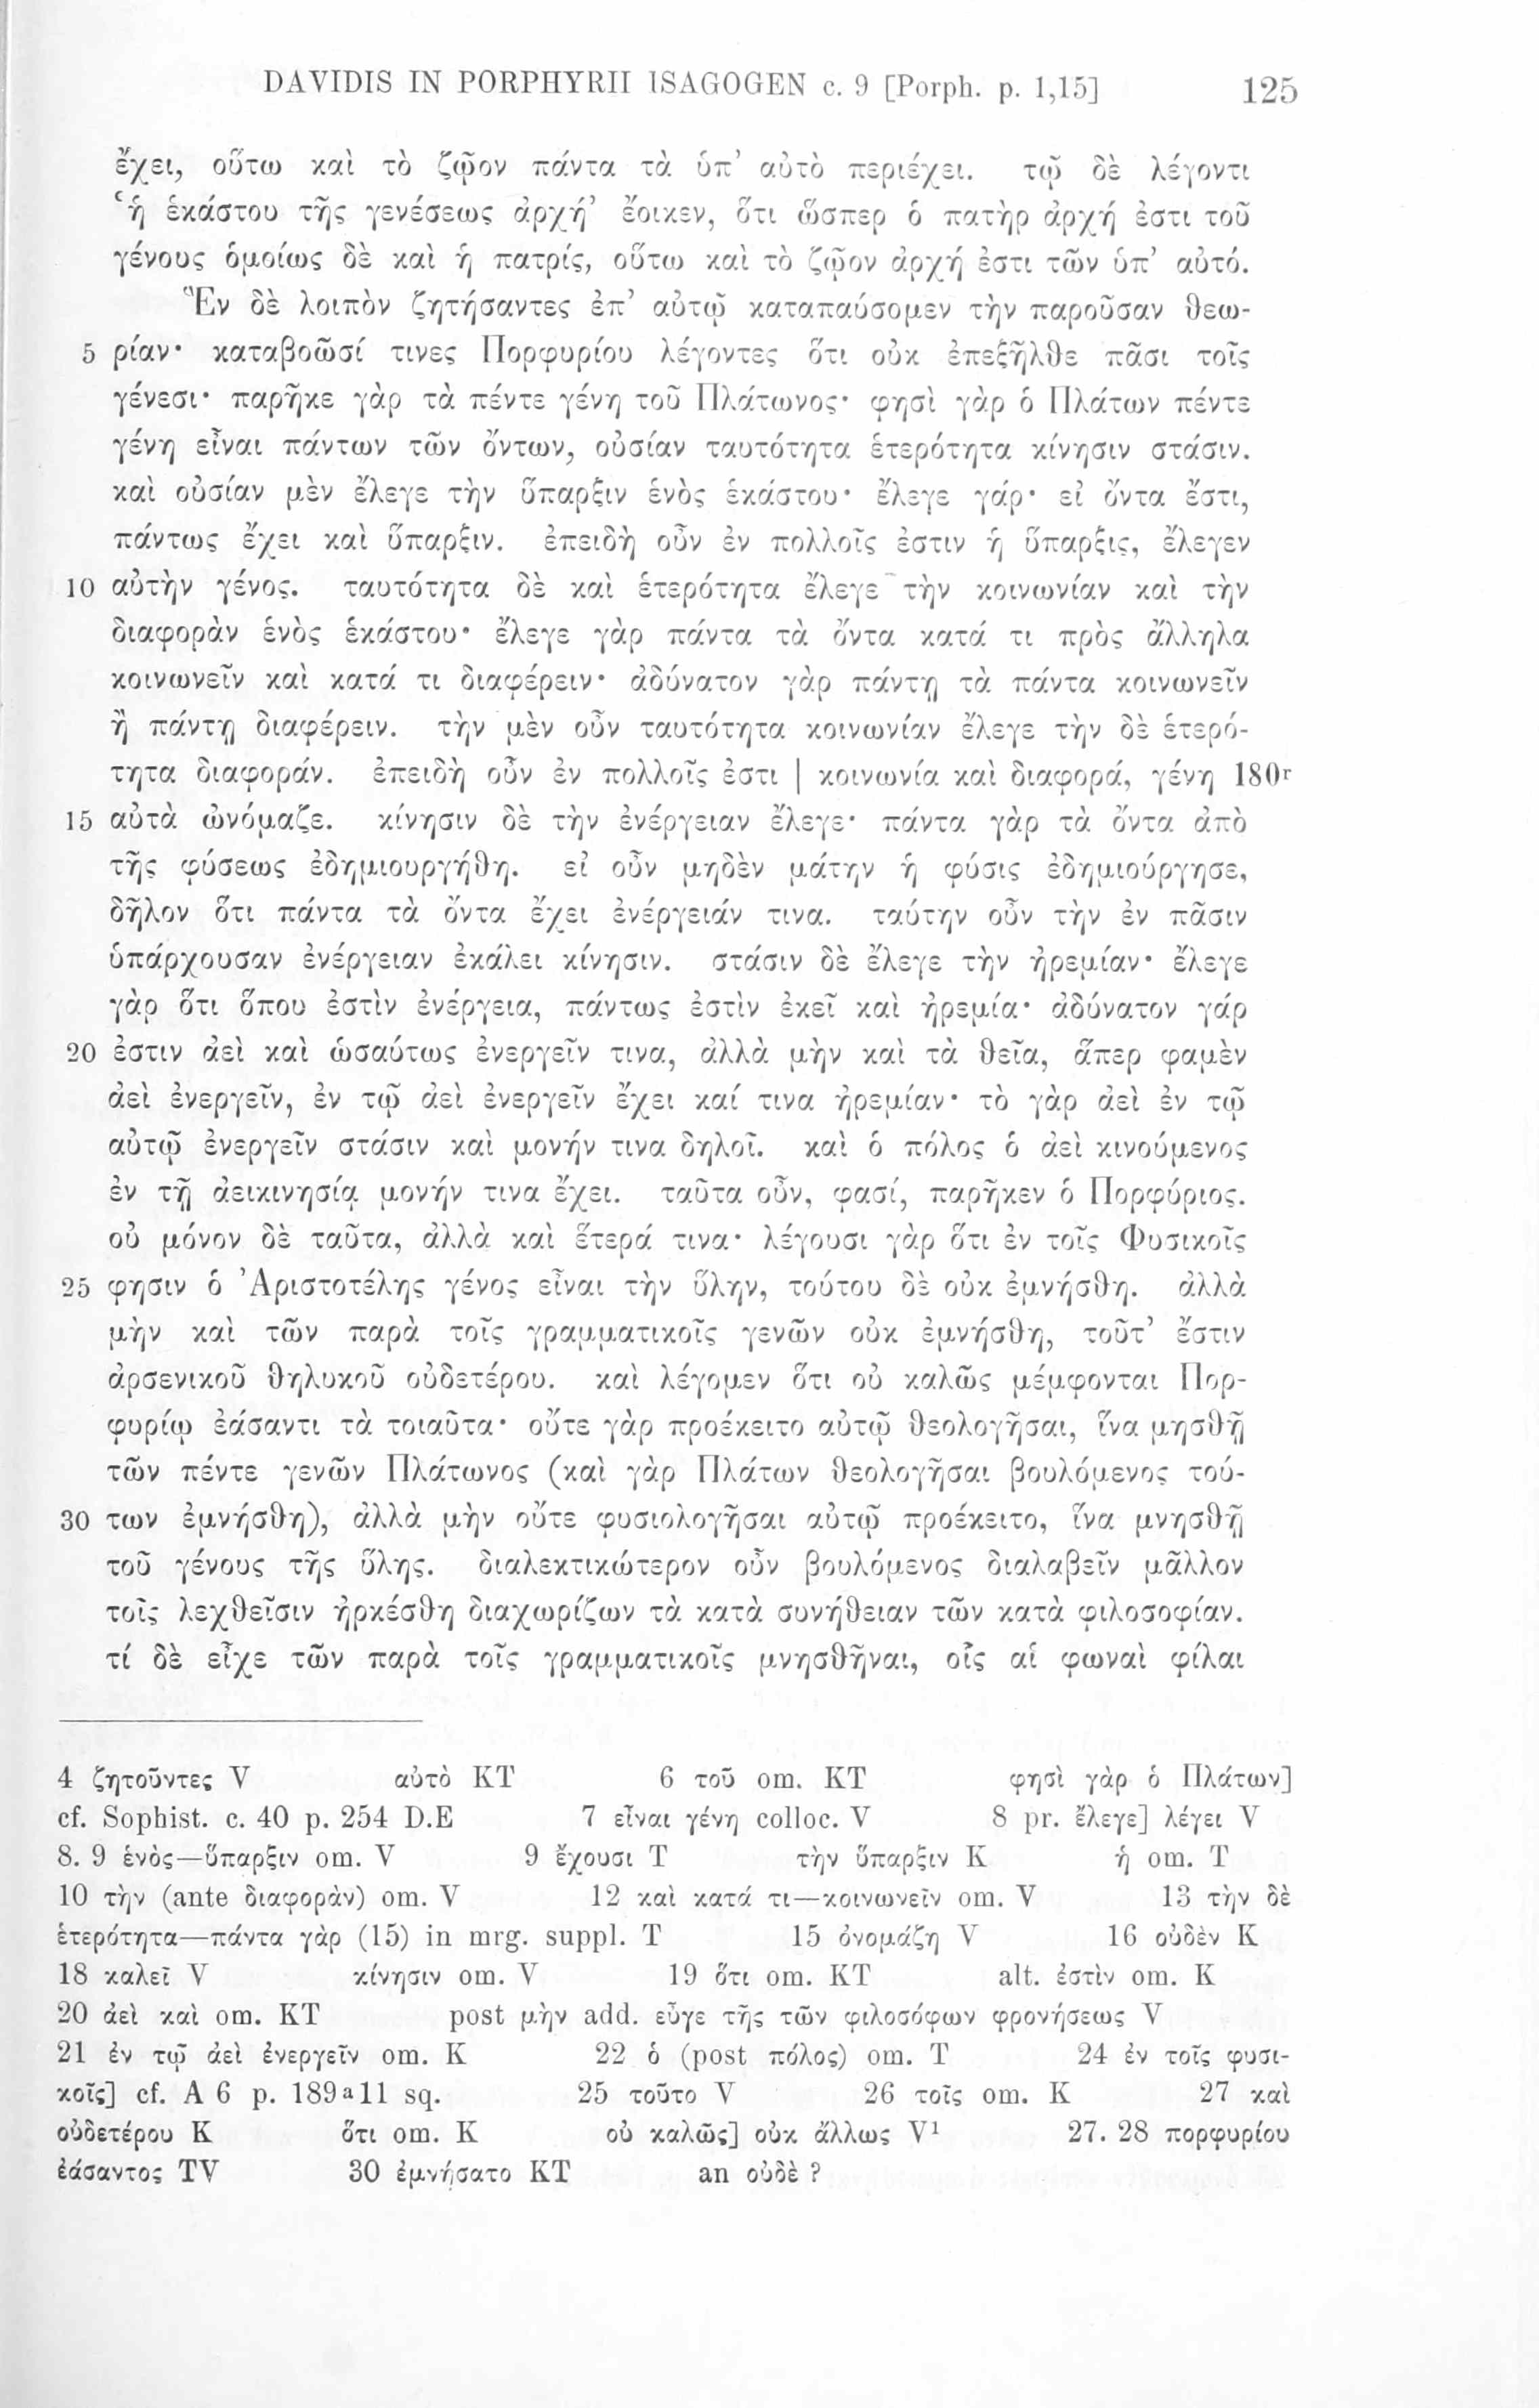 DAVIDIS IN PORPHYRII ISAGOGEN c. 9 [Porph. p. 1,15] 125
ἔχει, οὕτω καὶ τὸ ζῷον πάντα τὰ ὑπ’ αὐτὸ περιέχει. τῷ δὲ λέγοντι
‘ἡ ἑκάστου τῆς γενέσεως ἀρχή’ ἔοικεν, ὅτι ὥσπερ ὁ πατὴρ ἀρχή ἐστι τοῦ
γένους ὁμοίως δὲ καὶ ἡ πατρίς, οὕτω καὶ τὸ ζῷον ἀρχή ἐστι τῶν ὑπ’ αὐτό.
Ἓν δὲ λοιπὸν ζητήσαντες ἐπ’ αὐτῷ καταπαύσομεν τὴν παροῦσαν θεω-
5 ρίαν· καταβοῶσί τινες Πορφυρίου λέγοντες ὅτι οὐκ ἐπεξῆλθε πᾶσι τοῖς
γένεσι· παρῆκε γὰρ τὰ πέντε γένη τοῦ Πλάτωνος· φησὶ γὰρ ὁ Πλάτων πέντε
γένη εἶναι πάντων τῶν ὄντων, οὐσίαν ταυτότητα ἑτερότητα κίνησιν στάσιν.
καὶ οὐσίαν μὲν ἔλεγε τὴν ὕπαρξιν ἑνὸς ἑκάστου· ἔλεγε γάρ· εἰ ὄντα ἔστι,
πάντως ἔχει καὶ ὕπαρξιν. ἐπειδὴ οὖν ἐν πολλοῖς ἐστιν ἡ ὕπαρξις, ἔλεγεν
10 αὐτὴν γένος. ταυτότητα δὲ καὶ ἑτερότητα ἔλεγε τὴν κοινωνίαν καὶ τὴν
διαφορὰν ἑνὸς ἑκάστου· ἔλεγε γὰρ πάντα τὰ ὄντα κατά τι πρὸς ἄλληλα
κοινωνεῖν καὶ κατά τι διαφέρειν· ἀδύνατον γὰρ πάντῃ τὰ πάντα κοινωνεῖν
ἢ πάντῃ διαφέρειν. τὴν μὲν οὖν ταυτότητα κοινωνίαν ἔλεγε τὴν δὲ ἑτερό-
τητα διαφοράν. ἐπειδὴ οὖν ἐν πολλοῖς ἐστι | κοινωνία καὶ διαφορά, γένη 180r
15 αὐτὰ ὠνόμαζε. κίνησιν δὲ τὴν ἐνέργειαν ἔλεγε· πάντα γὰρ τὰ ὄντα ἀπὸ
τῆς φύσεως ἐδημιουργήθη. εἰ οὖν μηδὲν μάτην ἡ φύσις ἐδημιούργησε,
δῆλον ὅτι πάντα τὰ ὄντα ἔχει ἐνέργειάν τινα. ταύτην οὖν τὴν ἐν πᾶσιν
ὑπάρχουσαν ἐνέργειαν ἐκάλει κίνησιν. στάσιν δὲ ἔλεγε τὴν ἠρεμίαν· ἔλεγε
γὰρ ὅτι ὅπου ἐστὶν ἐνέργεια, πάντως ἐστὶν ἐκεῖ καὶ ἠρεμία· ἀδύνατον γάρ
20 ἐστιν ἀεὶ καὶ ὡσαύτως ἐνεργεῖν τινα, ἀλλὰ μὴν καὶ τὰ θεῖα, ἅπερ φαμὲν
ἀεὶ ἐνεργεῖν, ἐν τῷ ἀεὶ ἐνεργεῖν ἔχει καί τινα ἠρεμίαν· τὸ γὰρ ἀεὶ ἐν τῷ
αὐτῷ ἐνεργεῖν στάσιν καὶ μονήν τινα δηλοῖ. καὶ ὁ πόλος ὁ ἀεὶ κινούμενος
ἐν τῇ ἀεικινησίᾳ μονήν τινα ἔχει. ταῦτα οὖν, φασί, παρῆκεν ὁ Πορφύριος.
οὐ μόνον δὲ ταῦτα, ἀλλὰ καὶ ἕτερά τινα· λέγουσι γὰρ ὅτι ἐν τοῖς Φυσικοῖς
25 φησιν ὁ Ἀριστοτέλης γένος εἶναι τὴν ὕλην, τούτου δὲ οὐκ ἐμνήσθη. ἀλλὰ
μὴν καὶ τῶν παρὰ τοῖς γραμματικοῖς γενῶν οὐκ ἐμνήσθη, τοῦτ’ ἔστιν
ἀρσενικοῦ θηλυκοῦ οὐδετέρου. καὶ λέγομεν ὅτι οὐ καλῶς μέμφονται Πορ-
φυρίῳ ἐάσαντι τὰ τοιαῦτα· οὔτε γὰρ προέκειτο αὐτῷ θεολογῆσαι, ἵνα μησθῇ
τῶν πέντε γενῶν Πλάτωνος (καὶ γὰρ Πλάτων θεολογῆσαι βουλόμενος τού-
30 των ἐμνήσθη), ἀλλὰ μὴν οὔτε φυσιολογῆσαι αὐτῷ προέκειτο, ἵνα μνησθῇ
τοῦ γένους τῆς ὕλης. διαλεκτικώτερον οὖν βουλόμενος διαλαβεῖν μᾶλλον
τοῖς λεχθεῖσιν ἠρκέσθη διαχωρίζων τὰ κατὰ συνήθειαν τῶν κατὰ φιλοσοφίαν.
τί δὲ εἶχε τῶν παρὰ τοῖς γραμματικοῖς μνησθῆναι, οἷς αἱ φωναὶ φίλαι
4 ζητοῦντες V αὐτὸ KT 6 τοῦ om. KT φησὶ γὰρ ὁ Πλάτων]
cf. Sophist. c. 40 p. 254 D.E 7 εἶναι γένη colloc. V 8 pr. ἔλεγε] λέγει V
8. 9 ἑνὸς—ὕπαρξιν om. V 9 ἔχουσι T τὴν ὕπαρξιν K ἡ om. T
10 τὴν (ante διαφορὰν) om. V 12 καὶ κατά τι—κοινωνεῖν om. V 13 τὴν δὲ
ἑτερότητα—πάντα γὰρ (15) in mrg. suppl. T 15 ὀνομάζῃ V 16 οὐδὲν K
18 καλεῖ V κίνησιν om. V 19 ὅτι om. KT alt. ἐστὶν om. K
20 ἀεὶ καὶ om. KT post μὴν add. εὖγε τῆς τῶν φιλοσόφων φρονήσεως V
21 ἐν τῷ ἀεὶ ἐνεργεῖν om. K 22 ὁ (post πόλος) om. T 24 ἐν τοῖς φυσι-
κοῖς] cf. A 6 p. 189a11 sq. 25 τοῦτο V 26 τοῖς om. K 27 καὶ
οὐδετέρου K ὅτι om. K οὐ καλῶς] οὐκ ἄλλως V1 27. 28 πορφυρίου
ἐάσαντος TV 30 ἐμνήσατο KT an οὐδὲ ?